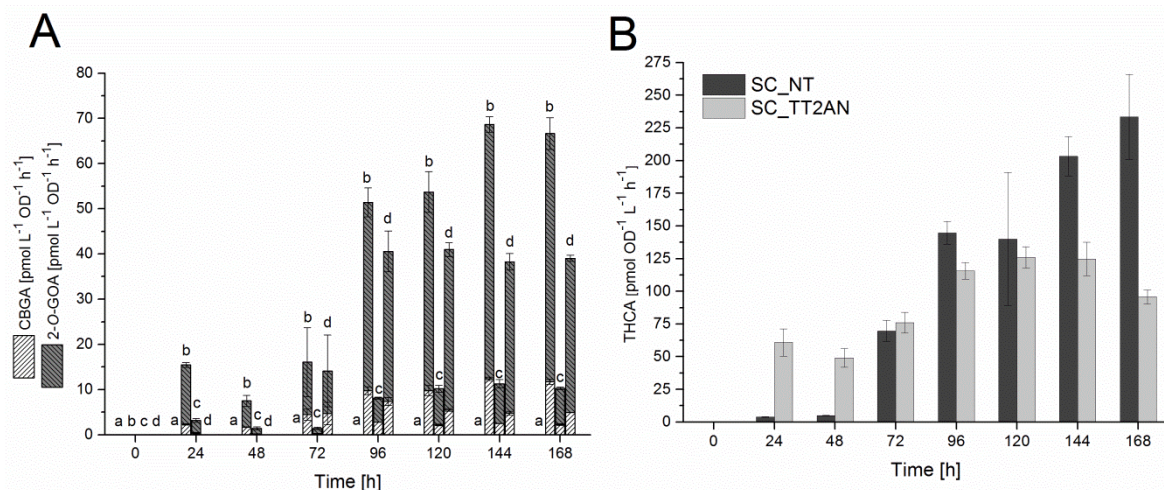 A
CBGA [pmol L⁻¹ OD⁻¹ h⁻¹]
2-O-GOA [pmol L⁻¹ OD⁻¹ h⁻¹]
80
70
60
50
40
30
20
10
0
a b c d
a b c d
a b c d
a b c d
a b c d
a b c d
a b c d
a b c d
0 24 48 72 96 120 144 168
Time [h]
B
THCA [pmol OD⁻¹ L⁻¹ h⁻¹]
275
250
225
200
175
150
125
100
75
50
25
0
SC_NT
SC_TT2AN
0 24 48 72 96 120 144 168
Time [h]